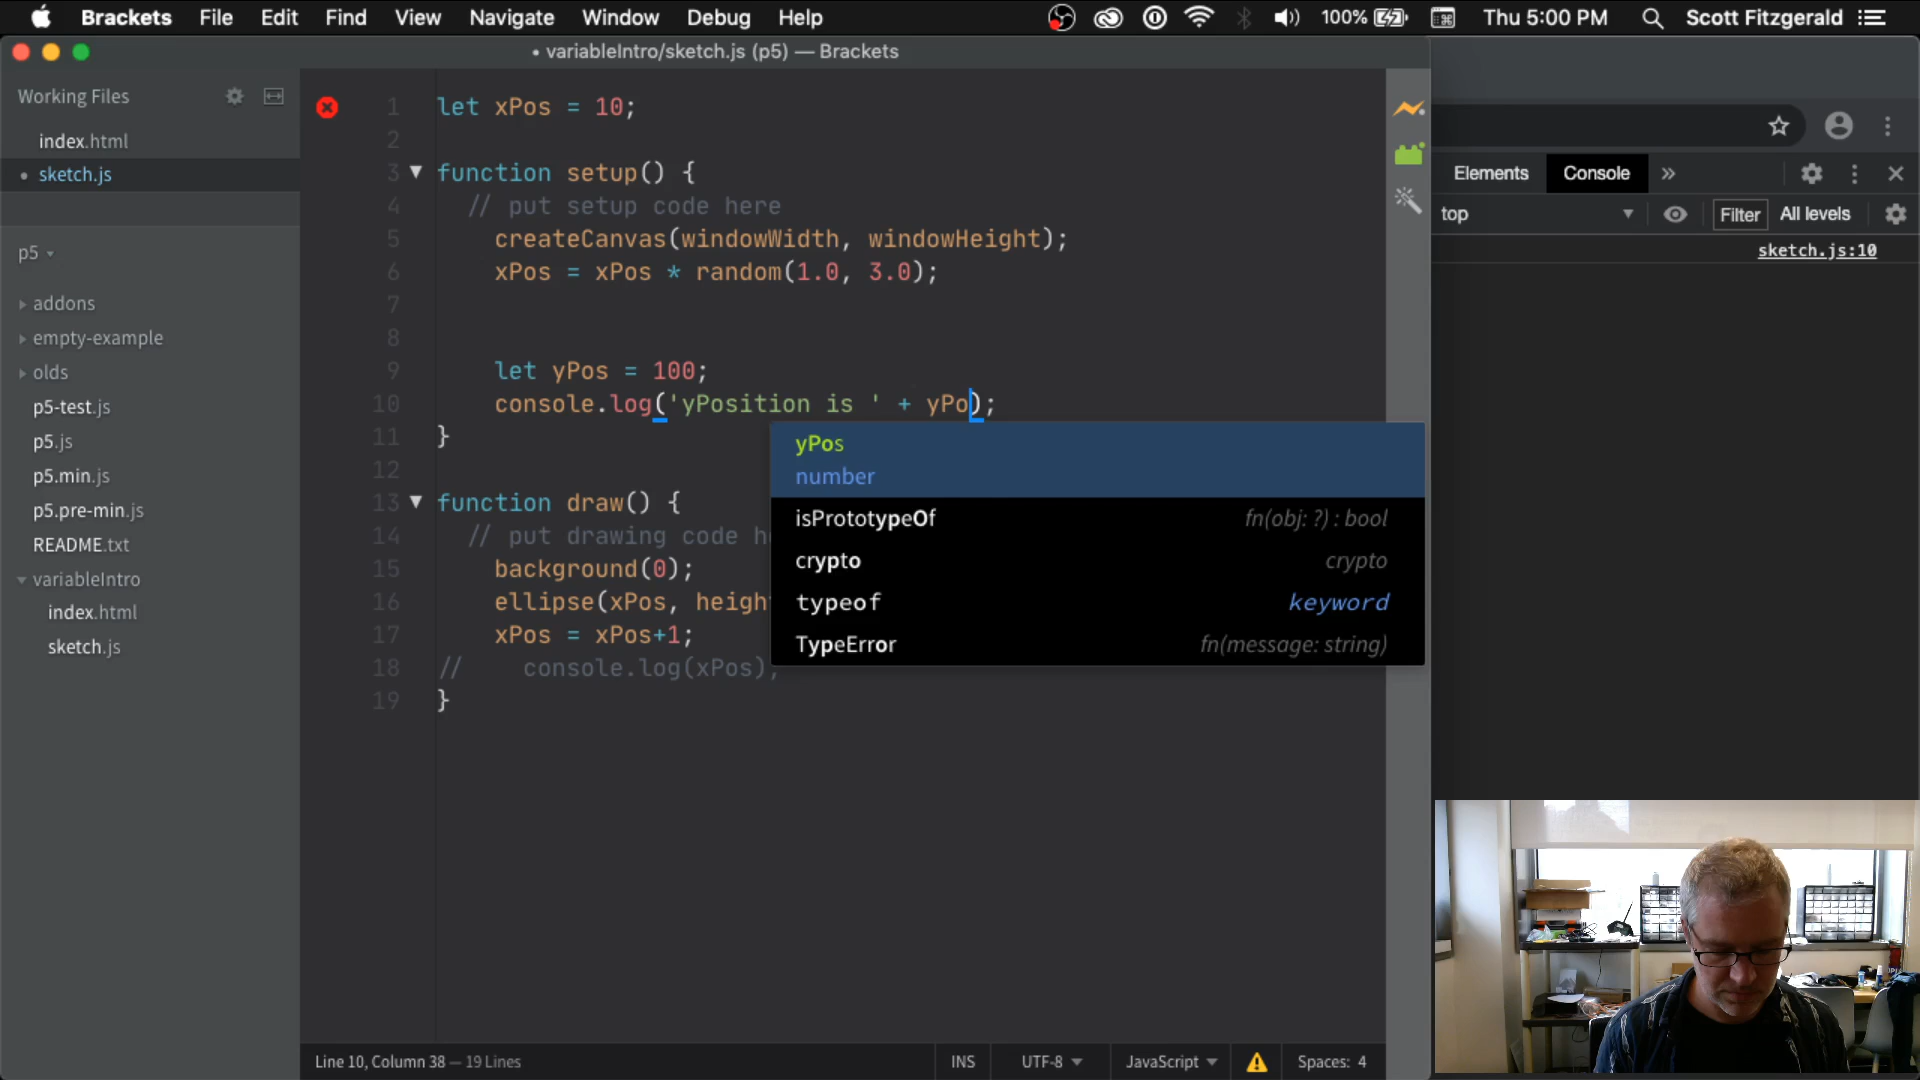 Brackets File Edit Find View Navigate Window Debug Help 100% Thu 5:00 PM Scott Fitzgerald
• variableIntro/sketch.js (p5) — Brackets
Working Files
index.html
• sketch.js
p5
addons
empty-example
olds
p5-test.js
p5.js
p5.min.js
p5.pre-min.js
README.txt
variableIntro
index.html
sketch.js
1 let xPos = 10;
2
3 function setup() {
4 // put setup code here
5 createCanvas(windowWidth, windowHeight);
6 xPos = xPos * random(1.0, 3.0);
7
8
9 let yPos = 100;
10 console.log('yPosition is ' + yPo);
11 }
12
13 function draw() {
14 // put drawing code h
15 background(0);
16 ellipse(xPos, heigh
17 xPos = xPos+1;
18 // console.log(xPos);
19 }
yPos
number
isPrototypeOf fn(obj: ?) : bool
crypto crypto
typeof keyword
TypeError fn(message: string)
Line 10, Column 38 — 19 Lines INS UTF-8 JavaScript Spaces: 4
Elements Console »
top Filter All levels
sketch.js:10